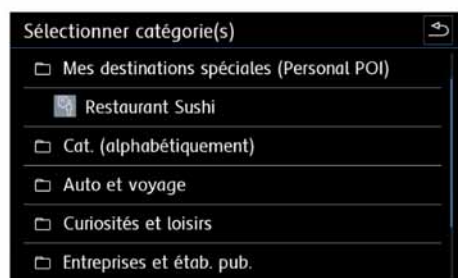 Sélectionner catégorie(s)
Mes destinations spéciales (Personal POI)
Restaurant Sushi
Cat. (alphabétiquement)
Auto et voyage
Curiosités et loisirs
Entreprises et étab. pub.